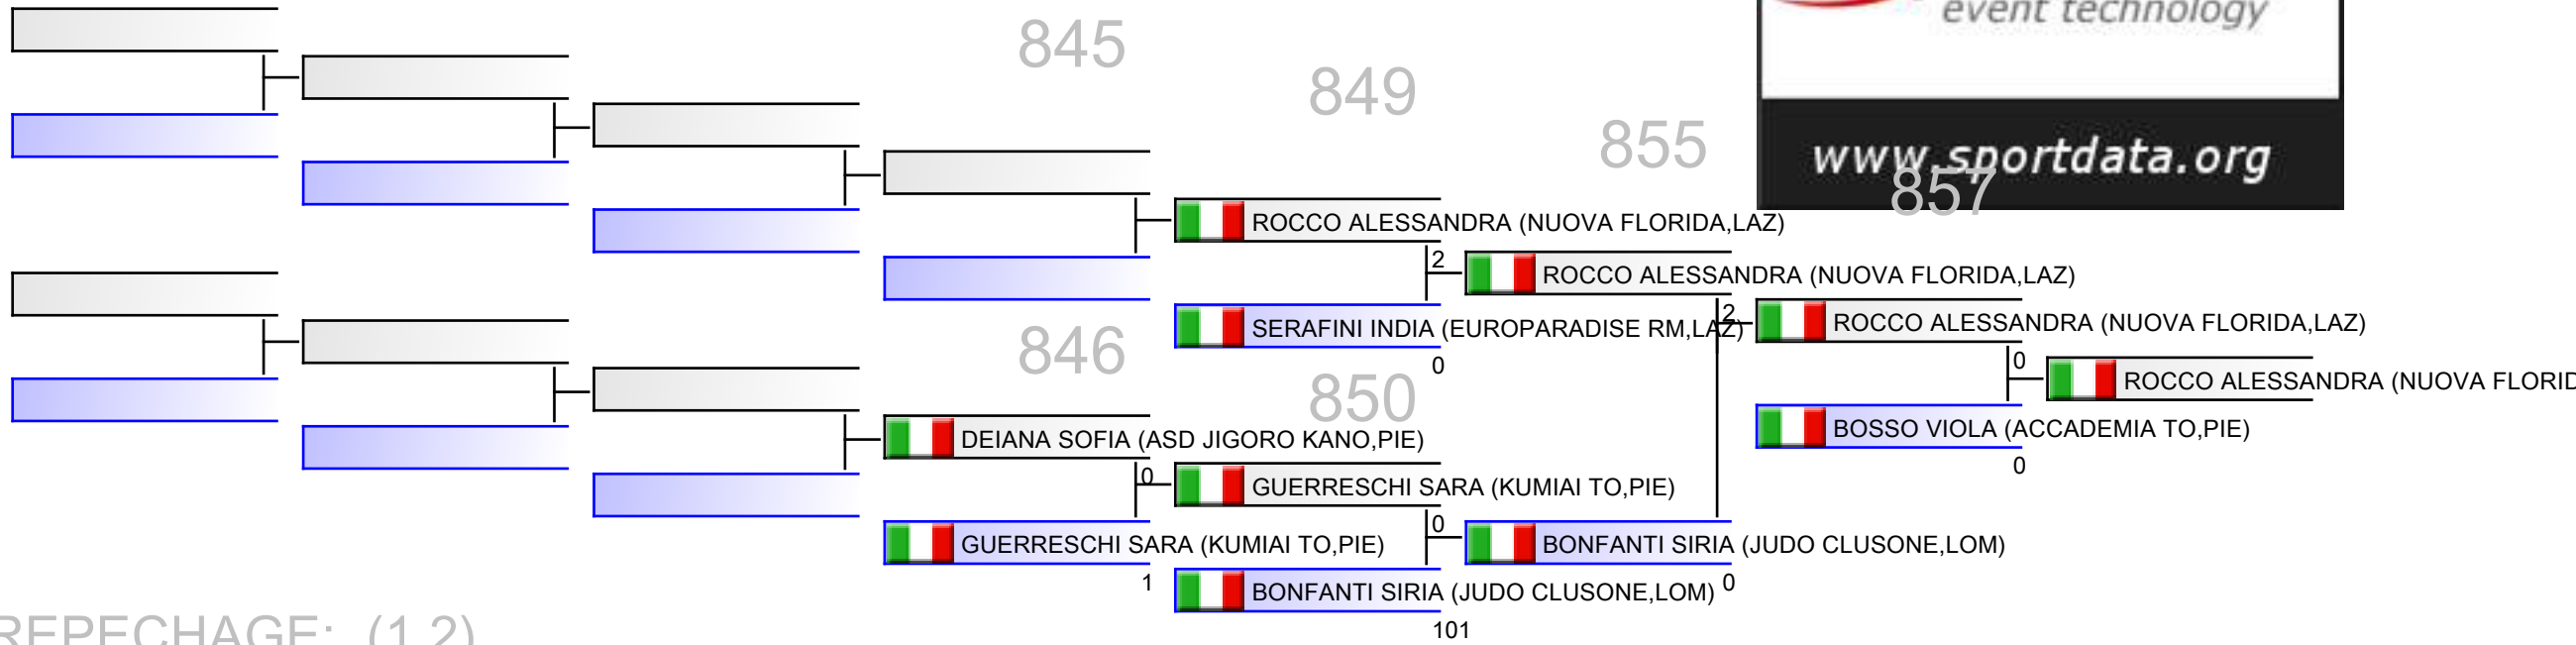 event technology
845
849
855
www.sportdata.org
857
ROCCO ALESSANDRA (NUOVA FLORIDA,LAZ)
2
ROCCO ALESSANDRA (NUOVA FLORIDA,LAZ)
2
ROCCO ALESSANDRA (NUOVA FLORIDA,LAZ)
SERAFINI INDIA (EUROPARADISE RM,LAZ)
846
0
0
ROCCO ALESSANDRA (NUOVA FLORID
850
BOSSO VIOLA (ACCADEMIA TO,PIE)
DEIANA SOFIA (ASD JIGORO KANO,PIE)
0
0
GUERRESCHI SARA (KUMIAI TO,PIE)
0
GUERRESCHI SARA (KUMIAI TO,PIE)
BONFANTI SIRIA (JUDO CLUSONE,LOM)
1
BONFANTI SIRIA (JUDO CLUSONE,LOM)
0
101
REPECHAGE: (1,2)